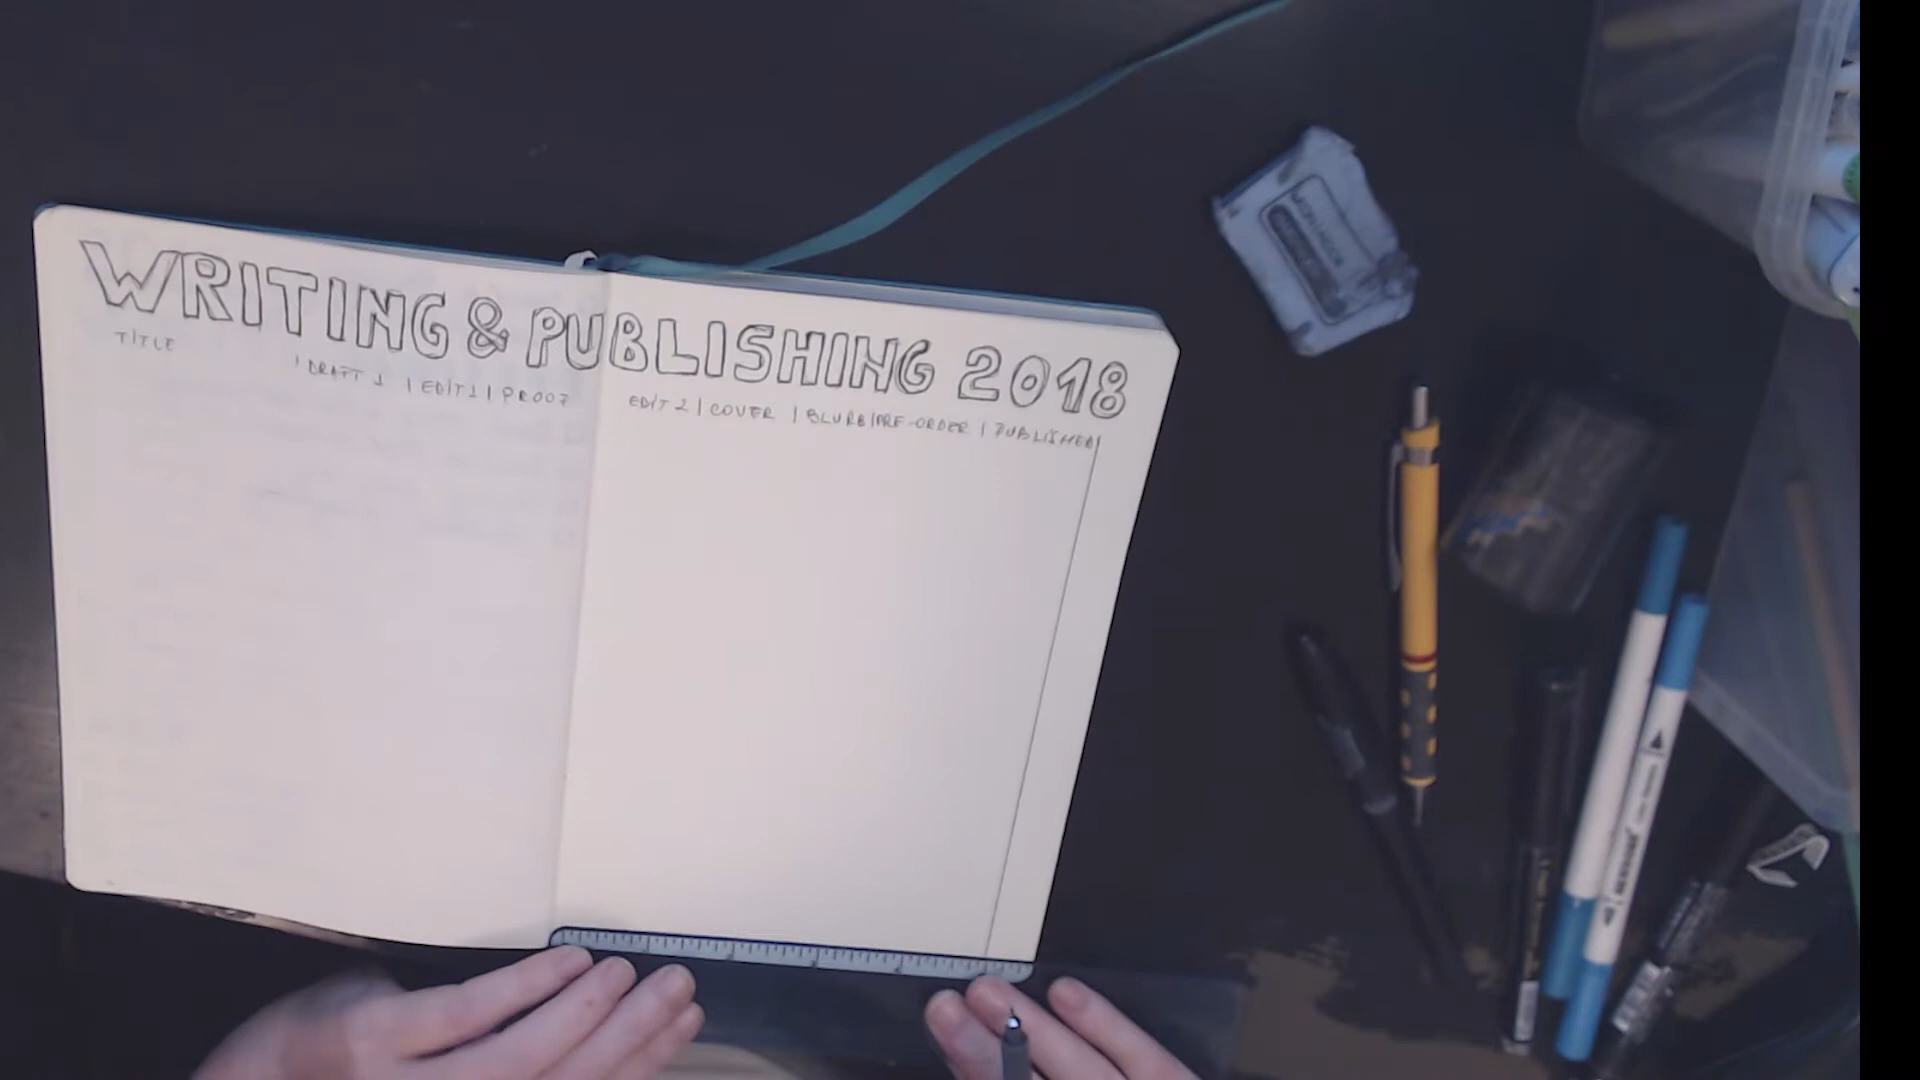 WRITING & PUBLISHING 2018
TITLE | DRAFT 1 | EDIT 1 | PROOF EDIT 2 | COVER | BLURB | PRE-ORDER | PUBLISHED |